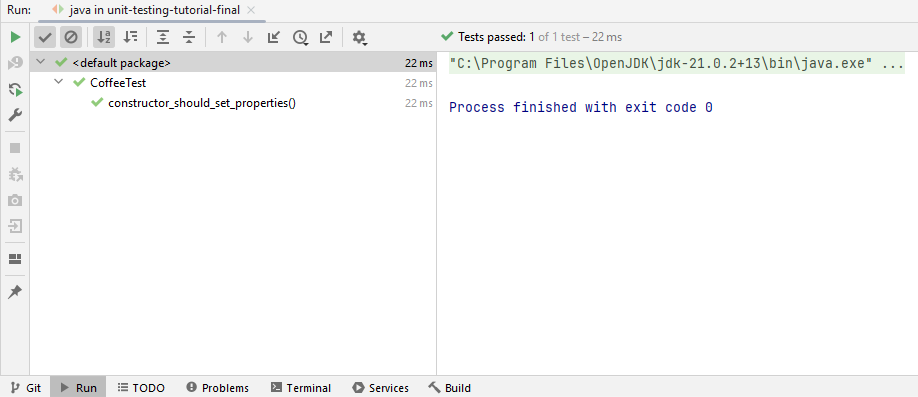 Run: java in unit-testing-tutorial-final
Tests passed: 1 of 1 test – 22 ms
<default package> 22 ms
CoffeeTest 22 ms
constructor_should_set_properties() 22 ms
"C:\Program Files\OpenJDK\jdk-21.0.2+13\bin\java.exe" ...
Process finished with exit code 0
Git Run TODO Problems Terminal Services Build